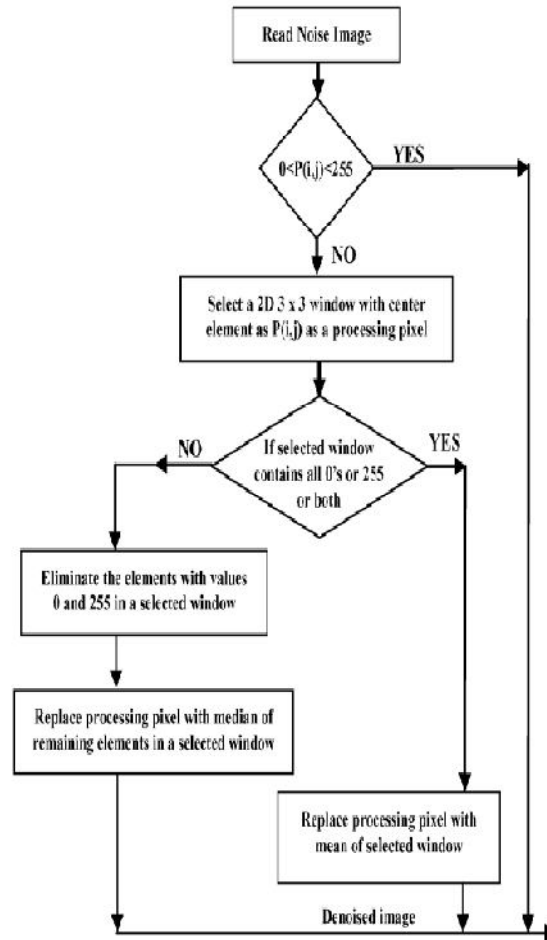 Read Noise Image
0<P(i,j)<255
YES
NO
Select a 2D 3 x 3 window with center
element as P(i,j) as a processing pixel
NO
If selected window
contains all 0's or 255
or both
YES
Eliminate the elements with values
0 and 255 in a selected window
Replace processing pixel with median of
remaining elements in a selected window
Replace processing pixel with
mean of selected window
Denoised image